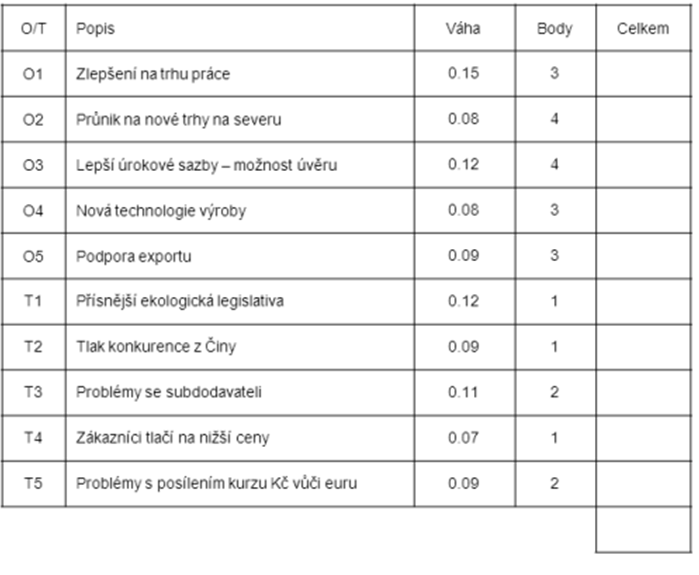 O/T Popis Váha Body Celkem
O1 Zlepšení na trhu práce 0.15 3
O2 Průnik na nové trhy na severu 0.08 4
O3 Lepší úrokové sazby – možnost úvěru 0.12 4
O4 Nová technologie výroby 0.08 3
O5 Podpora exportu 0.09 3
T1 Přísnější ekologická legislativa 0.12 1
T2 Tlak konkurence z Činy 0.09 1
T3 Problémy se subdodavateli 0.11 2
T4 Zákazníci tlačí na nižší ceny 0.07 1
T5 Problémy s posílením kurzu Kč vůči euru 0.09 2